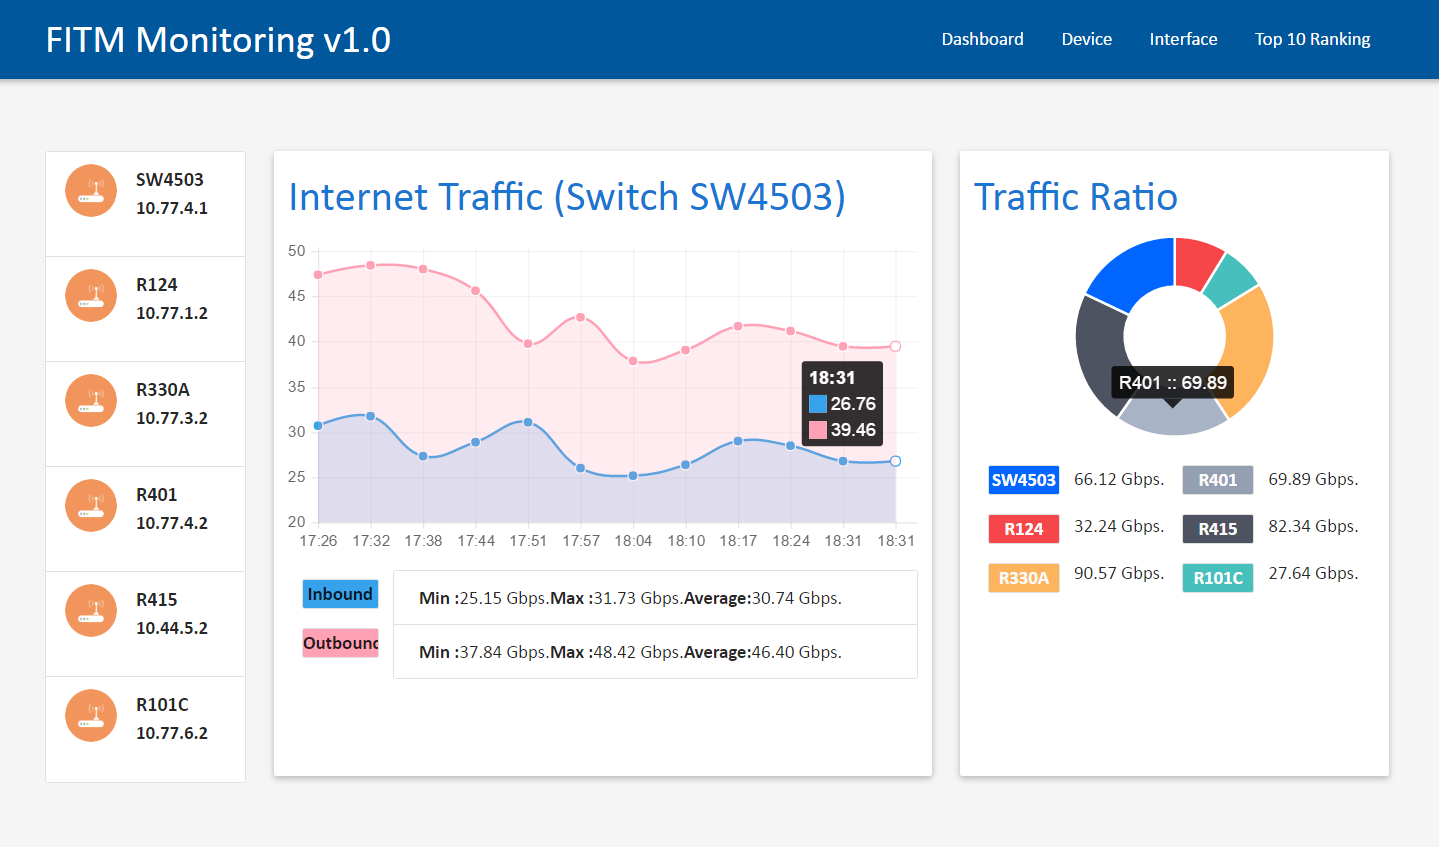 FITM Monitoring v1.0
Dashboard Device Interface Top 10 Ranking
SW4503
10.77.4.1
R124
10.77.1.2
R330A
10.77.3.2
R401
10.77.4.2
R415
10.44.5.2
R101C
10.77.6.2
Internet Traffic (Switch SW4503)
50
45
40
35
30
25
20
17:26 17:32 17:38 17:44 17:51 17:57 18:04 18:10 18:17 18:24 18:31 18:31
18:31
26.76
39.46
Inbound
Min :25.15 Gbps.Max :31.73 Gbps.Average:30.74 Gbps.
Outbound
Min :37.84 Gbps.Max :48.42 Gbps.Average:46.40 Gbps.
Traffic Ratio
R401 :: 69.89
SW4503 66.12 Gbps. R401 69.89 Gbps.
R124 32.24 Gbps. R415 82.34 Gbps.
R330A 90.57 Gbps. R101C 27.64 Gbps.